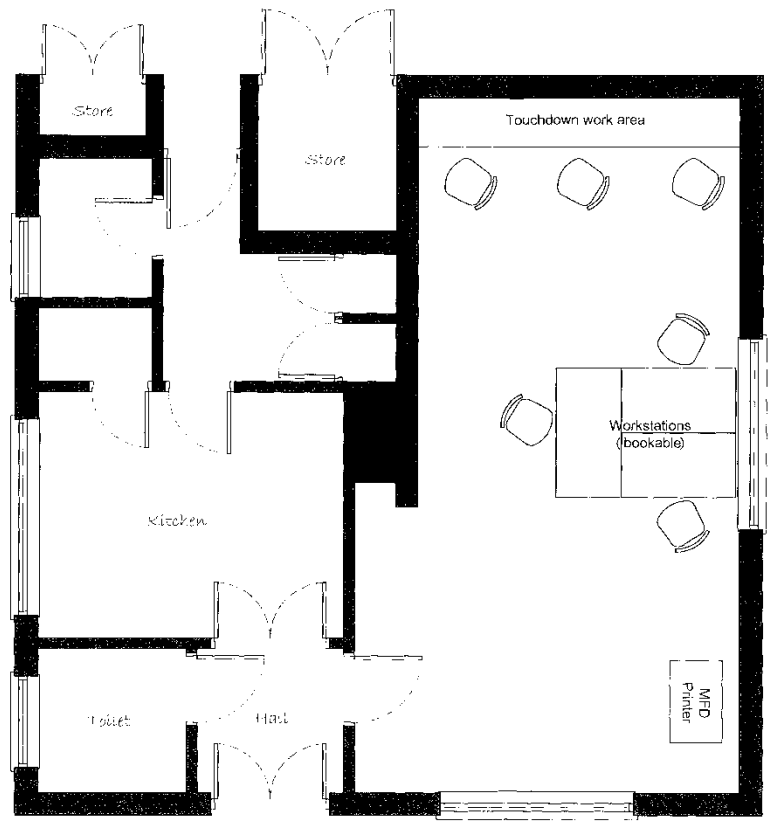 Store
Store
Touchdown work area
Workstations
(bookable)
Kitchen
Toilet
Hall
MFD
Printer